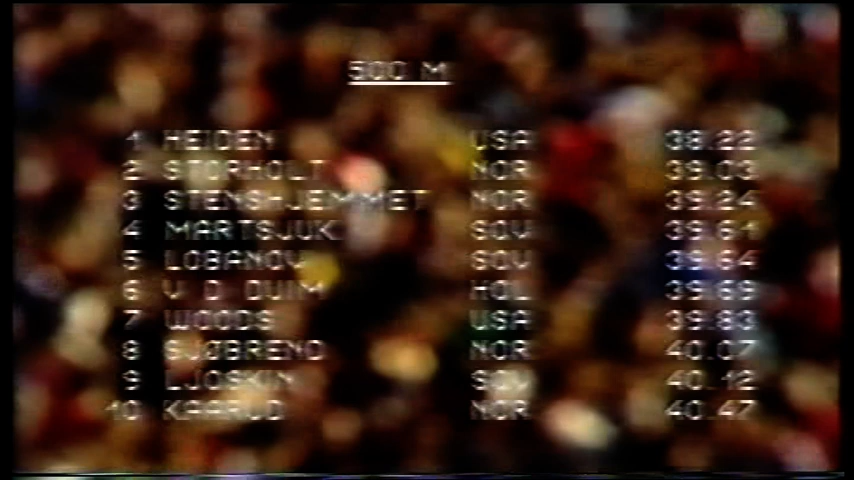 500 M
1 HEIDEN USA 38.22
2 STORHOLT NOR 39.03
3 STENSHJEMMET NOR 39.24
4 MARTSJUK SOV 39.61
5 LOBANOV SOV 39.64
6 V D DUIM HOL 39.69
7 WOODS USA 39.83
8 SJØBREND NOR 40.07
9 LJOSKIN SOV 40.12
10 KAARUD NOR 40.47